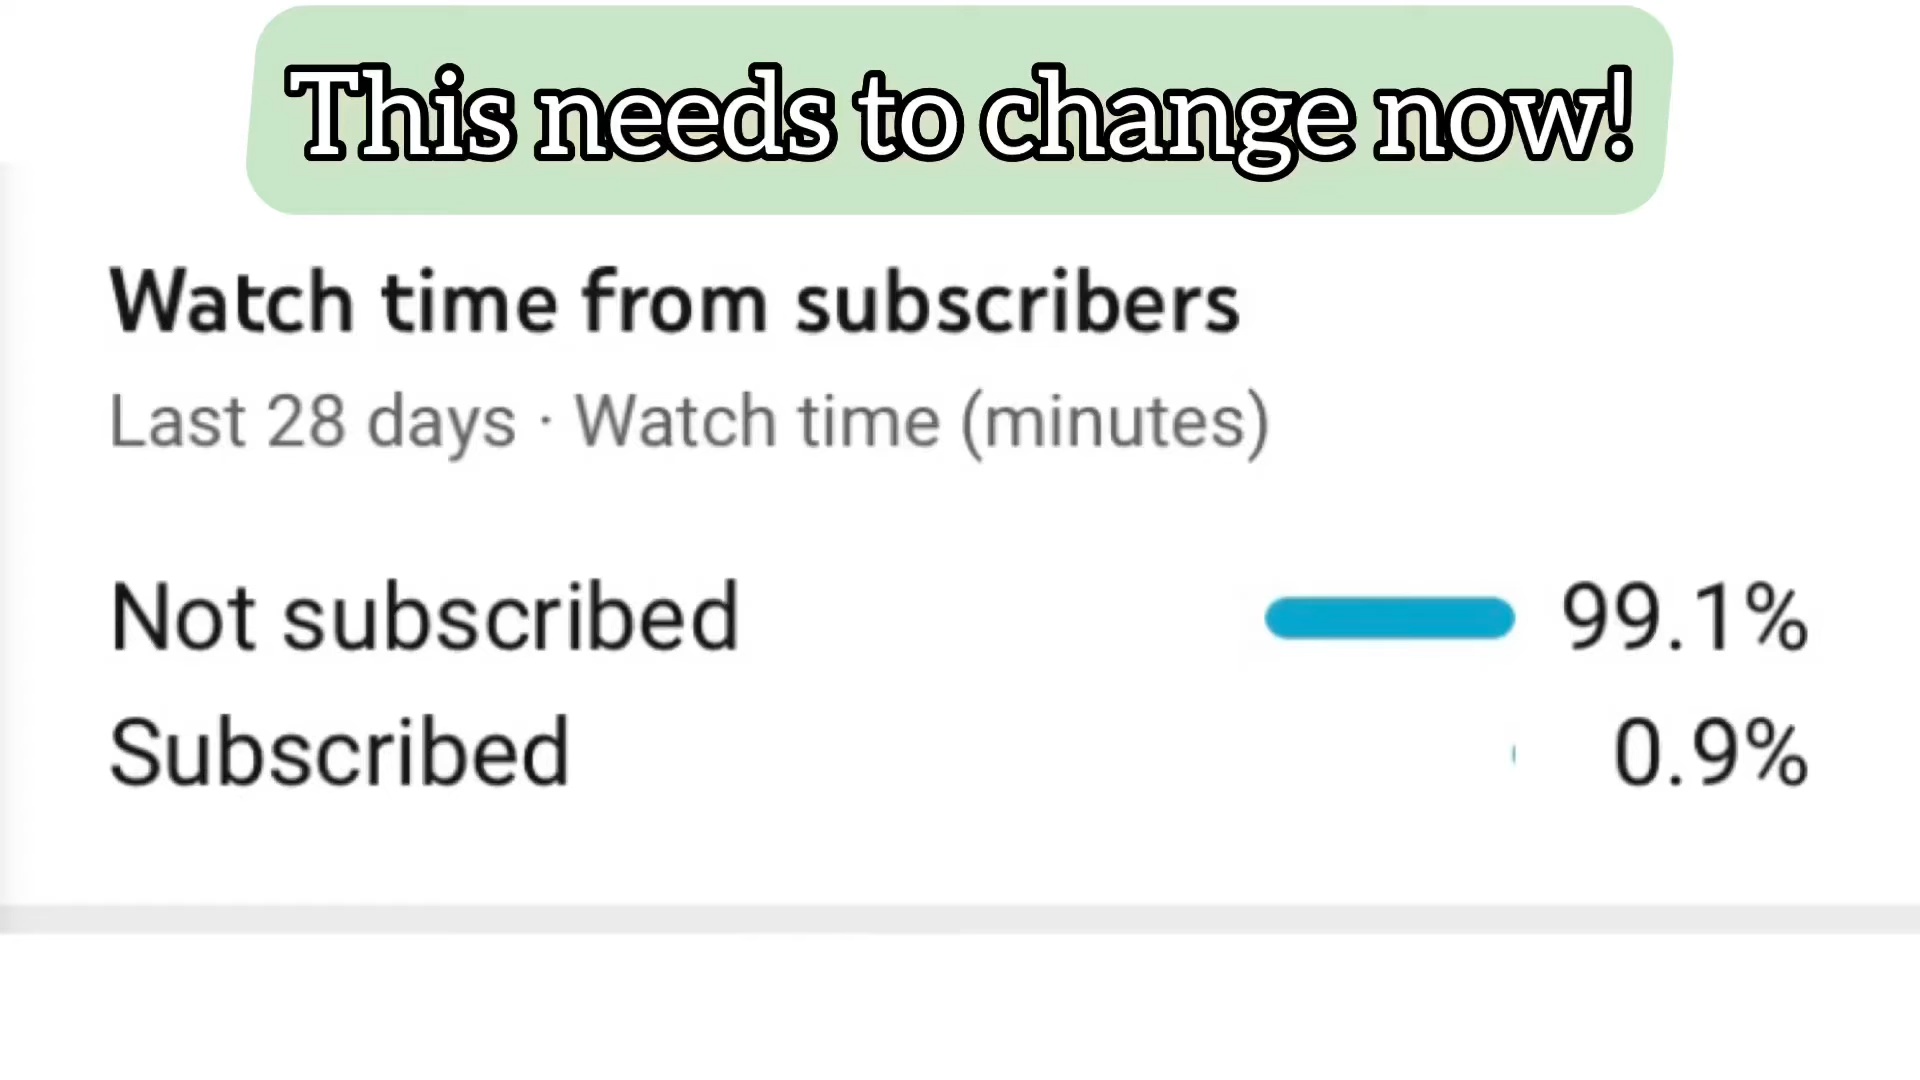 This needs to change now!
Watch time from subscribers
Last 28 days · Watch time (minutes)
Not subscribed 99.1%
Subscribed 0.9%